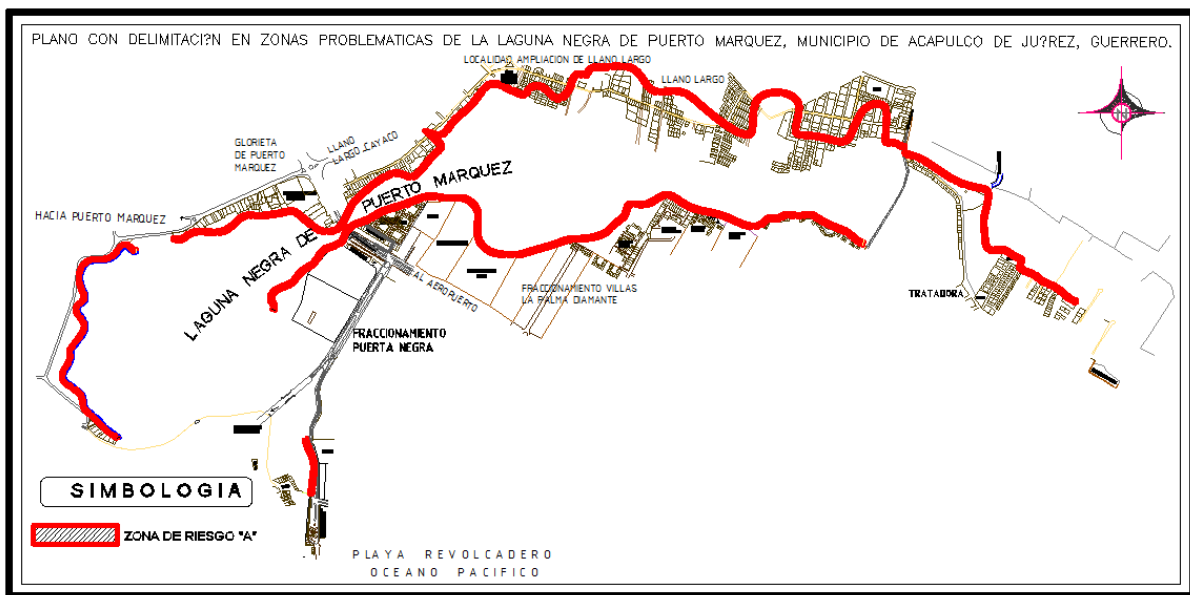 PLANO CON DELIMITACI?N EN ZONAS PROBLEMATICAS DE LA LAGUNA NEGRA DE PUERTO MARQUEZ, MUNICIPIO DE ACAPULCO DE JU?REZ, GUERRERO.
LOCALIDAD AMPLIACION DE LLANO LARGO
LLANO LARGO
GLORIETA
DE PUERTO
MARQUEZ
LLANO
LARGO CAYACO
HACIA PUERTO MARQUEZ
LAGUNA NEGRA DE PUERTO MARQUEZ
AL AEROPUERTO
FRACCIONAMIENTO VILLAS
LA PALMA DIAMANTE
TRATADORA
FRACCIONAMIENTO
PUERTA NEGRA
N
SIMBOLOGIA
ZONA DE RIESGO "A"
PLAYA REVOLCADERO
OCEANO PACIFICO